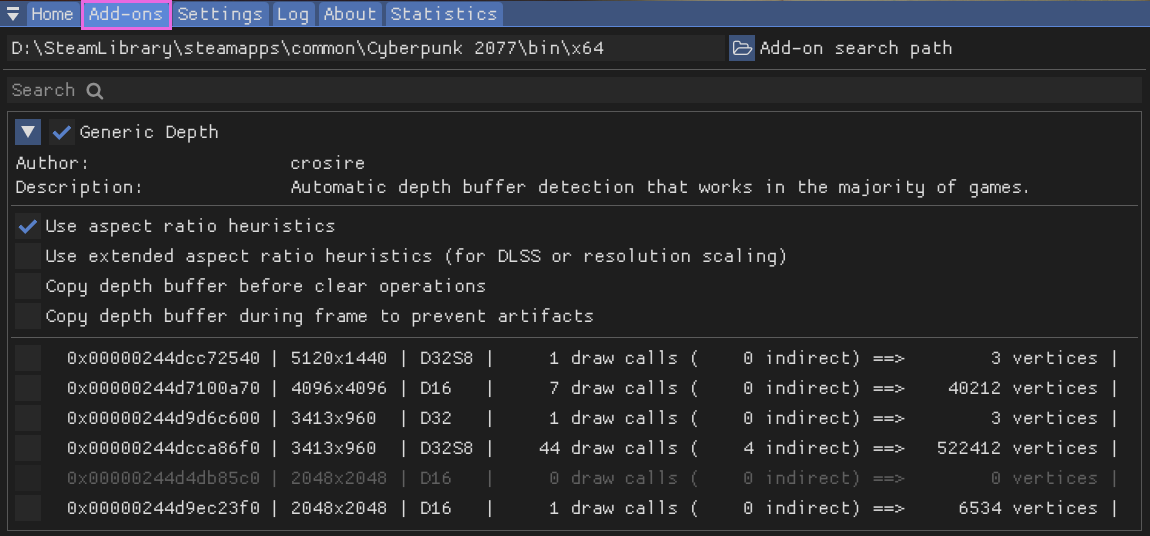 Home Add-ons Settings Log About Statistics
D:\SteamLibrary\steamapps\common\Cyberpunk 2077\bin\x64 Add-on search path
Search
Generic Depth
Author: crosire
Description: Automatic depth buffer detection that works in the majority of games.
Use aspect ratio heuristics
Use extended aspect ratio heuristics (for DLSS or resolution scaling)
Copy depth buffer before clear operations
Copy depth buffer during frame to prevent artifacts
0x00000244dcc72540 | 5120x1440 | D32S8 | 1 draw calls ( 0 indirect) ==> 3 vertices |
0x00000244d7100a70 | 4096x4096 | D16 | 7 draw calls ( 0 indirect) ==> 40212 vertices |
0x00000244d9d6c600 | 3413x960 | D32 | 1 draw calls ( 0 indirect) ==> 3 vertices |
0x00000244dcca86f0 | 3413x960 | D32S8 | 44 draw calls ( 4 indirect) ==> 522412 vertices |
0x00000244d4db85c0 | 2048x2048 | D16 | 0 draw calls ( 0 indirect) ==> 0 vertices |
0x00000244d9ec23f0 | 2048x2048 | D16 | 1 draw calls ( 0 indirect) ==> 6534 vertices |